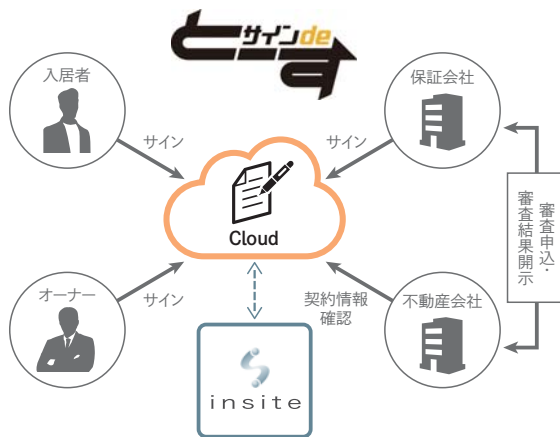 サインde
とーす
入居者
保証会社
サイン
サイン
Cloud
審査申込・
審査結果開示
オーナー
サイン
契約情報
確認
不動産会社
insite